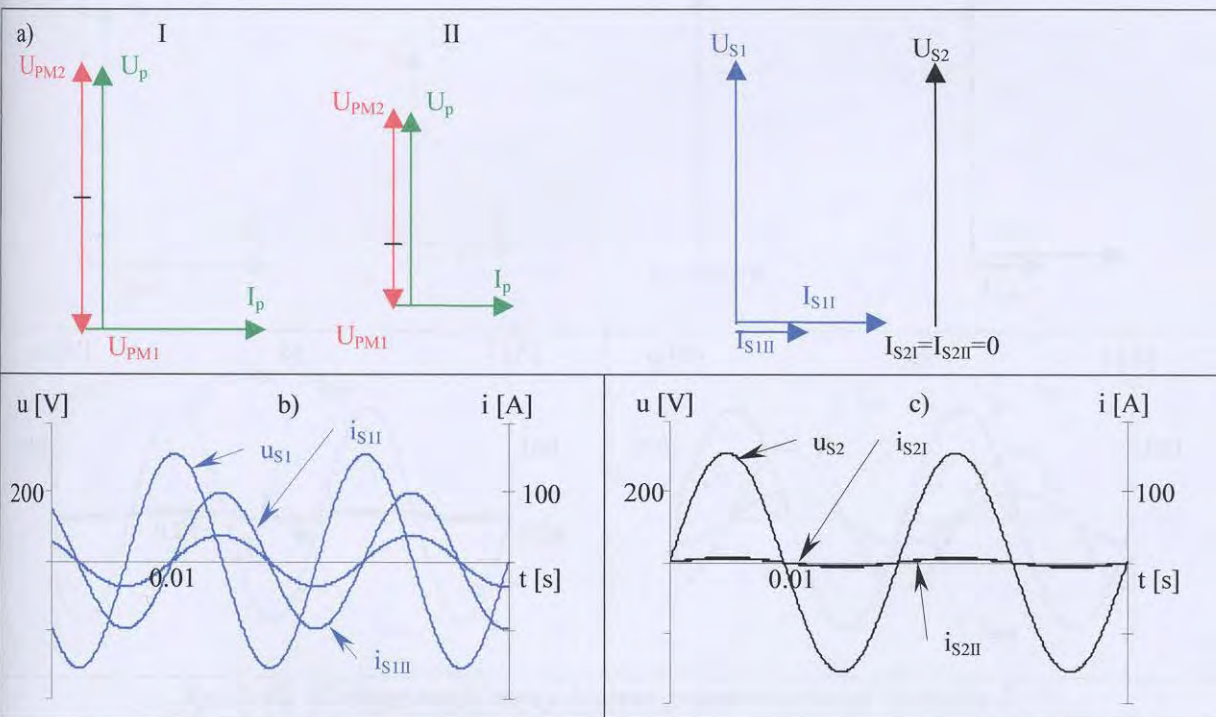 a) I II
U_PM2 U_p U_S1 U_S2
U_PM2 U_p
I_p I_p I_S1I
U_PM1 U_PM1 I_S1II I_S2I=I_S2II=0
u [V] b) i [A]
i_S1I
u_S1
200 100
0.01 t [s]
i_S1II
u [V] c) i [A]
u_S2 i_S2I
200 100
0.01 t [s]
i_S2II